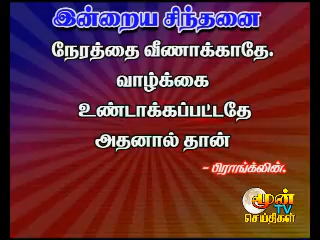 இன்றைய சிந்தனை
நேரத்தை வீணாக்காதே.
வாழ்க்கை
உண்டாக்கப்பட்டதே
அதனால் தான்
- பிராங்க்லின்.
மூன்
TV
செய்திகள்